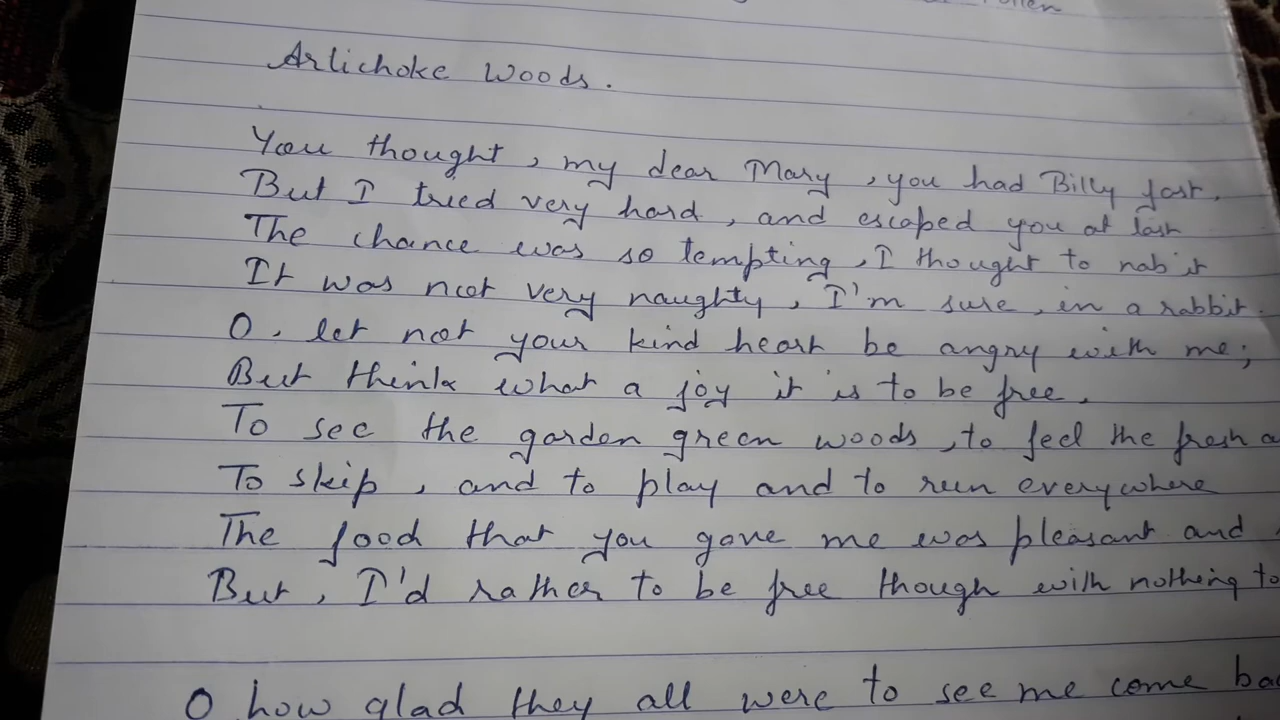 Arlichoke Woods.
You thought, my dear Mary, you had Billy fast.
But I tried very hard, and escaped you at last
The chance was so tempting, I thought to nab it
It was not very naughty, I'm sure, in a rabbit.
O, let not your kind heart be angry with me;
But think what a joy it is to be free.
To see the garden green woods, to feel the fresh
To skip, and to play and to run everywhere
The food that you gave me was pleasant and
But, I'd rather to be free though with nothing to
O how glad they all were to see me come